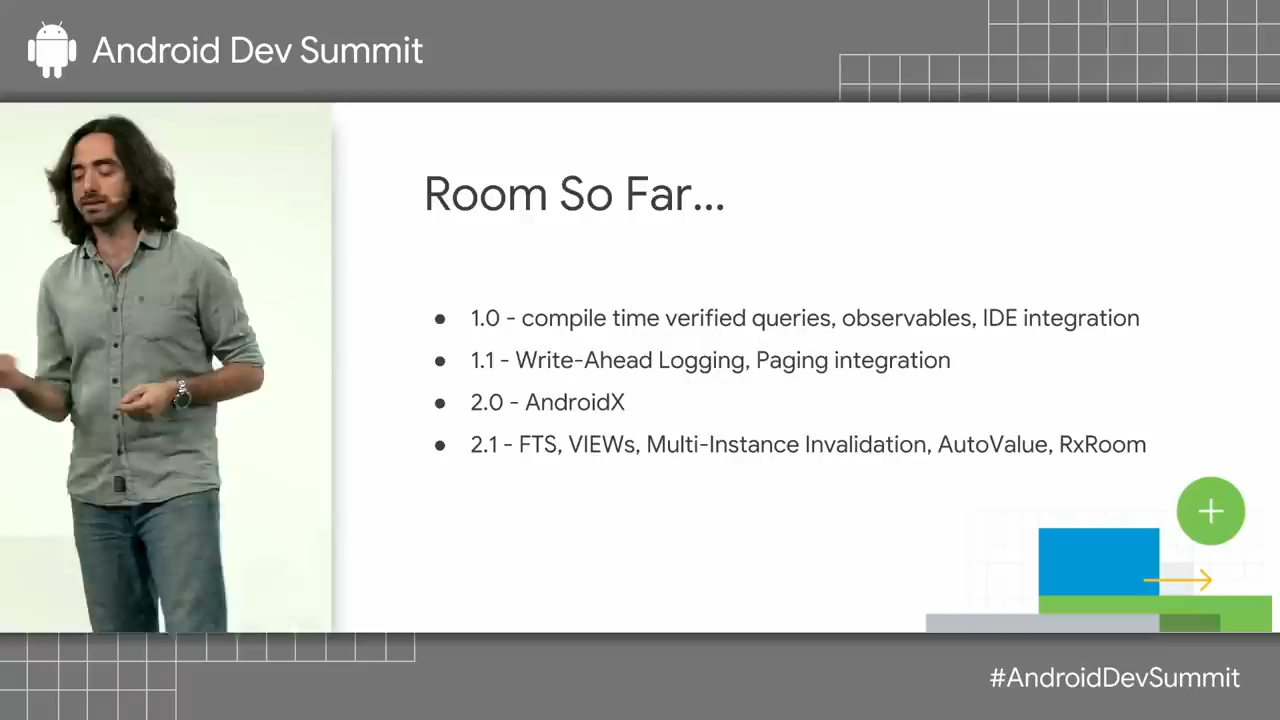 Android Dev Summit
Room So Far...
● 1.0 - compile time verified queries, observables, IDE integration
● 1.1 - Write-Ahead Logging, Paging integration
● 2.0 - AndroidX
● 2.1 - FTS, VIEWs, Multi-Instance Invalidation, AutoValue, RxRoom
#AndroidDevSummit